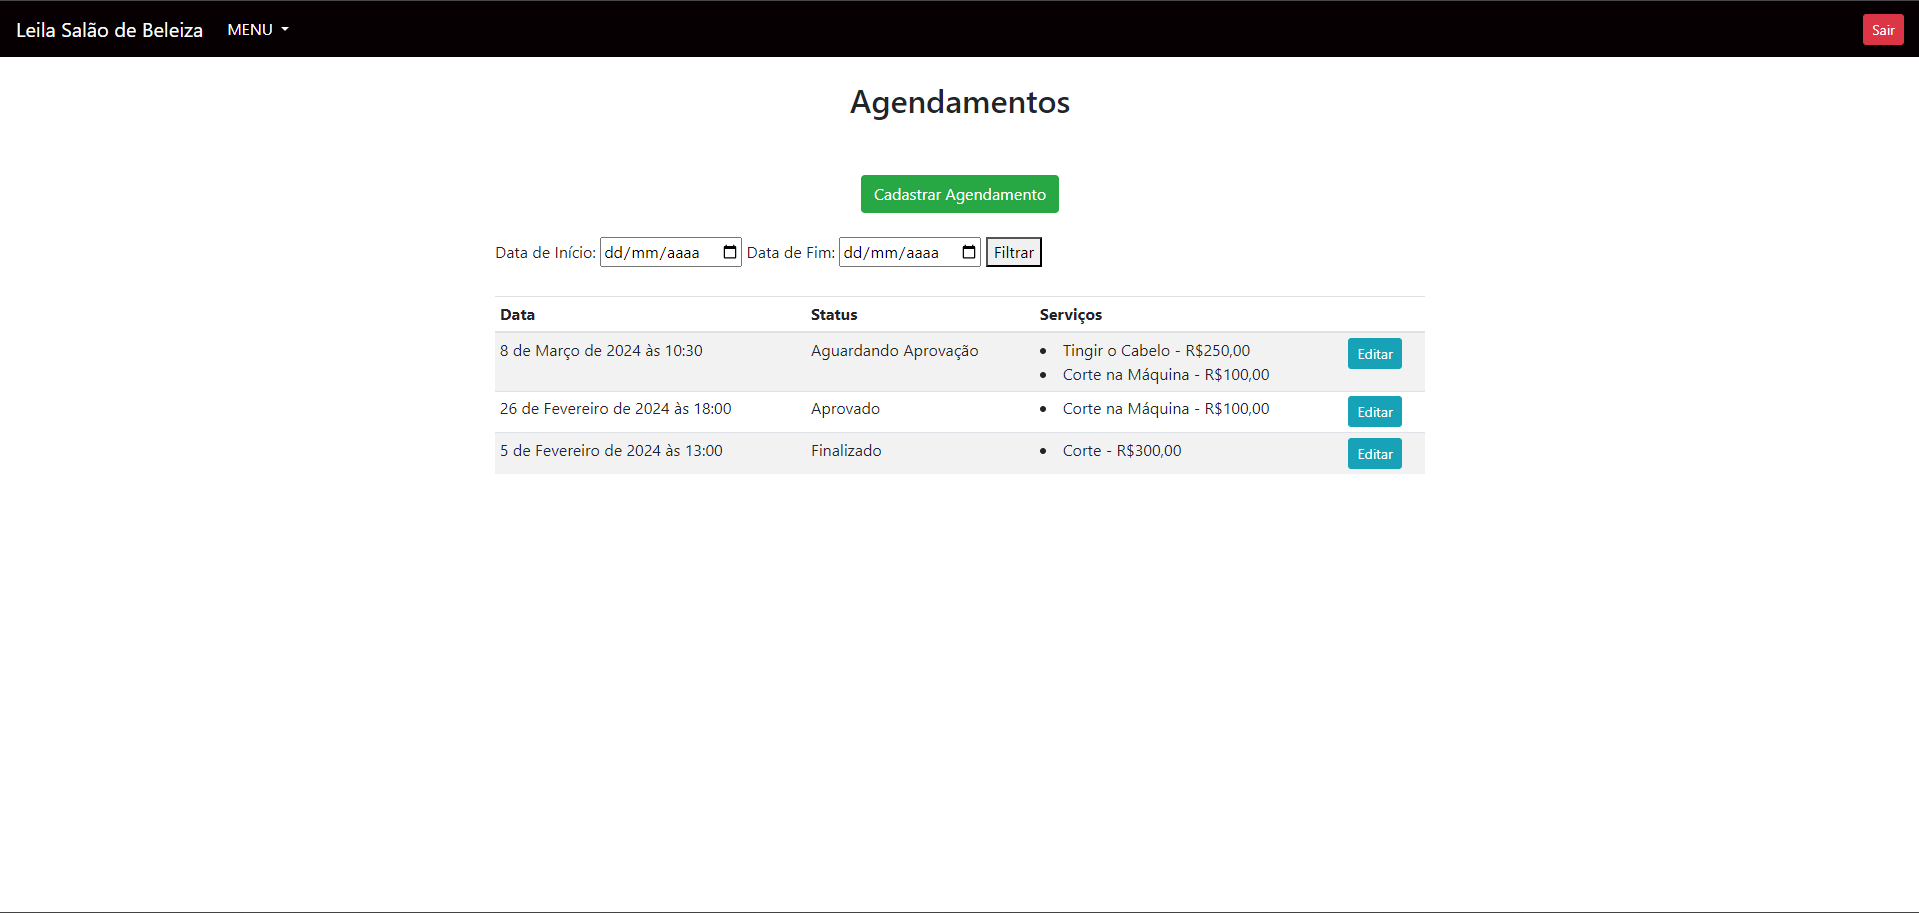 Leila Salão de Beleiza MENU Sair
Agendamentos
Cadastrar Agendamento
Data de Início: dd/mm/aaaa Data de Fim: dd/mm/aaaa Filtrar
Data Status Serviços
8 de Março de 2024 às 10:30 Aguardando Aprovação • Tingir o Cabelo - R$250,00 Editar
• Corte na Máquina - R$100,00
26 de Fevereiro de 2024 às 18:00 Aprovado • Corte na Máquina - R$100,00 Editar
5 de Fevereiro de 2024 às 13:00 Finalizado • Corte - R$300,00 Editar